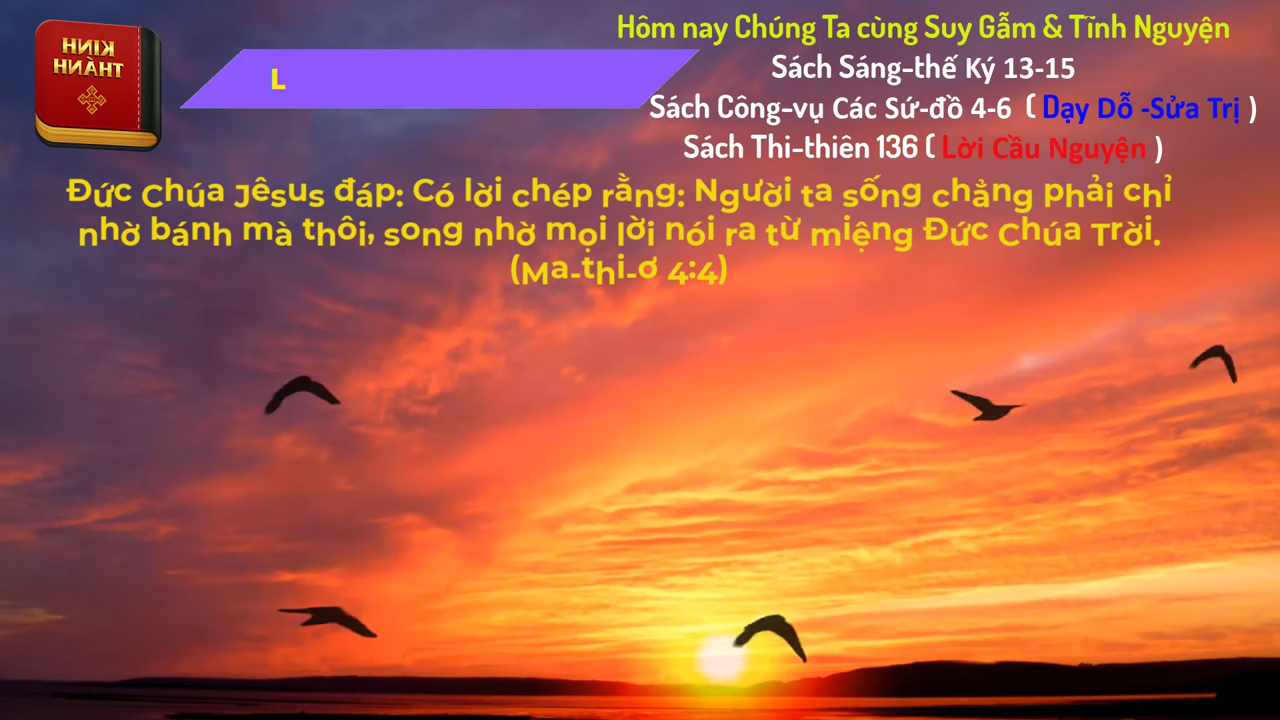 KINH
THÀNH
L
Hôm nay Chúng Ta cùng Suy Gẫm & Tĩnh Nguyện
Sách Sáng-thế Ký 13-15
Sách Công-vụ Các Sứ-đồ 4-6 ( Dạy Dỗ -Sửa Trị )
Sách Thi-thiên 136 ( Lời Cầu Nguyện )
Đức Chúa Jêsus đáp: Có lời chép rằng: Người ta sống chẳng phải chỉ
nhờ bánh mà thôi, song nhờ mọi lời nói ra từ miệng Đức Chúa Trời.
(Ma-thi-ơ 4:4)